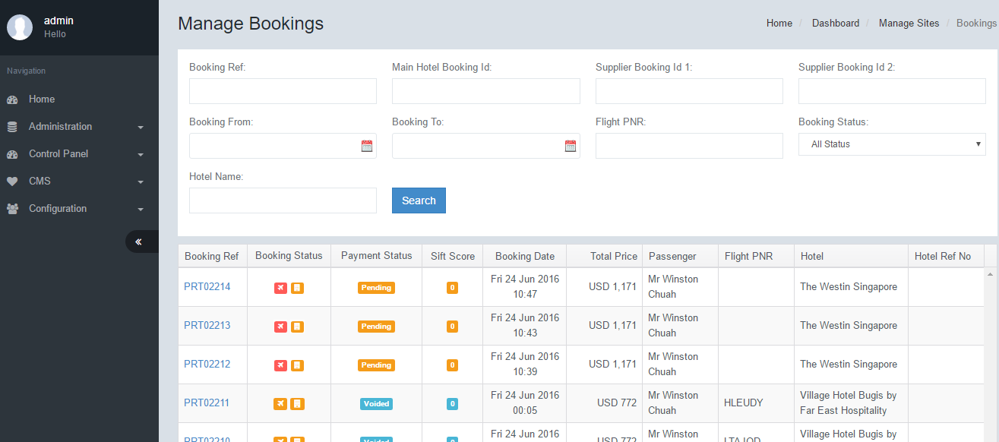 admin
Hello
Navigation
Home
Administration
Control Panel
CMS
Configuration
Manage Bookings
Home / Dashboard / Manage Sites / Bookings
Booking Ref: Main Hotel Booking Id: Supplier Booking Id 1: Supplier Booking Id 2:
Booking From: Booking To: Flight PNR: Booking Status:
All Status
Hotel Name:
Search
Booking Ref Booking Status Payment Status Sift Score Booking Date Total Price Passenger Flight PNR Hotel Hotel Ref No
PRT02214 Pending 0 Fri 24 Jun 2016 10:47 USD 1,171 Mr Winston Chuah The Westin Singapore
PRT02213 Pending 0 Fri 24 Jun 2016 10:43 USD 1,171 Mr Winston Chuah The Westin Singapore
PRT02212 Pending 0 Fri 24 Jun 2016 10:39 USD 1,171 Mr Winston Chuah The Westin Singapore
PRT02211 Voided 0 Fri 24 Jun 2016 00:05 USD 772 Mr Winston Chuah HLEUDY Village Hotel Bugis by Far East Hospitality
PRT02210 Voided 0 Fri 24 Jun 2016 USD 772 Mr Winston Village Hotel Bugis by